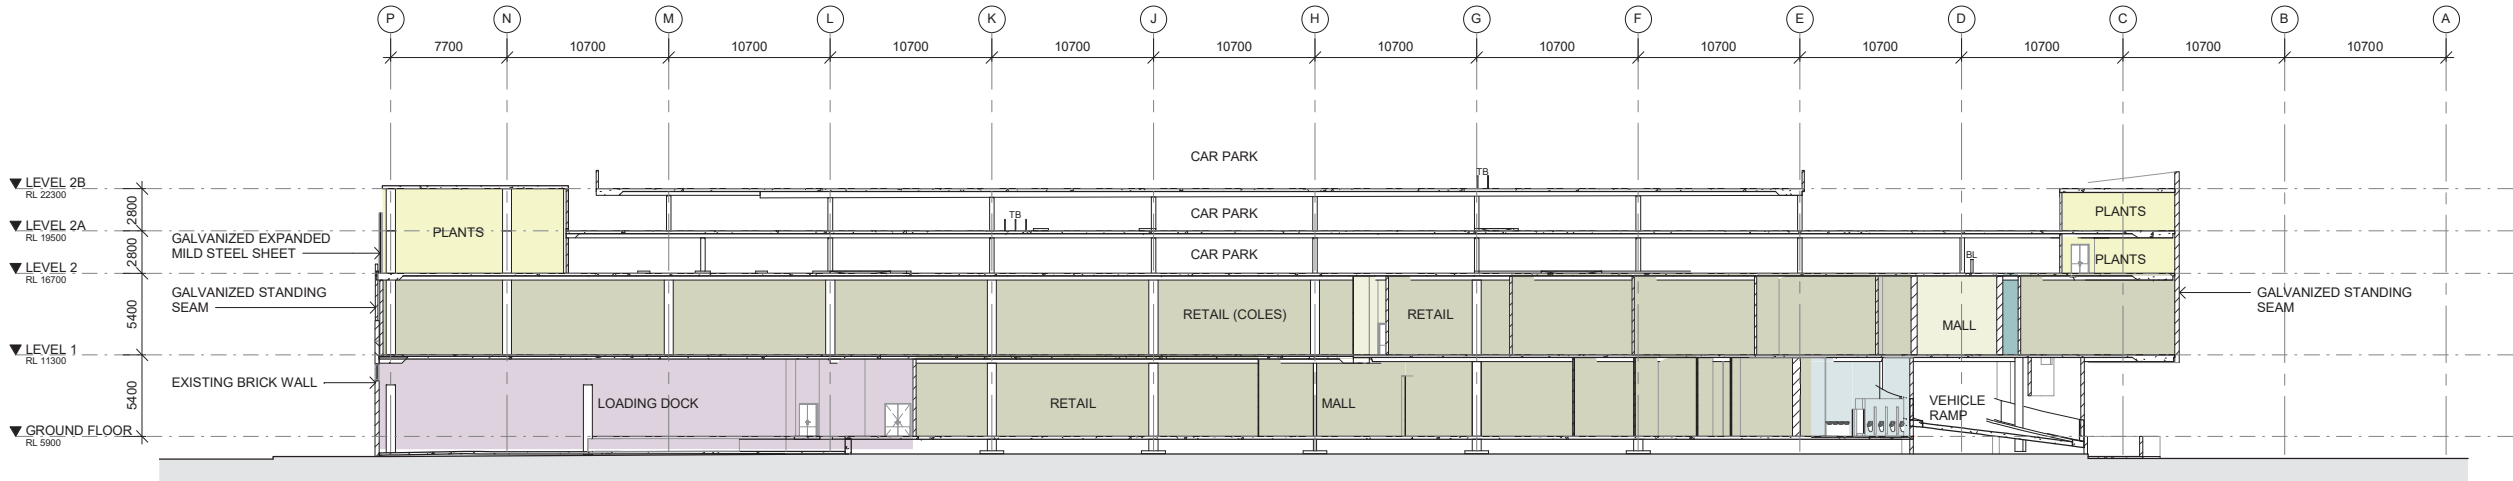 P N M L K J H G F E D C B A
7700 10700 10700 10700 10700 10700 10700 10700 10700 10700 10700 10700 10700
CAR PARK
LEVEL 2B
RL 22300
TB
2800
CAR PARK
PLANTS
TB
LEVEL 2A
RL 19500
PLANTS
GALVANIZED EXPANDED
MILD STEEL SHEET
2800
CAR PARK
BL
PLANTS
LEVEL 2
RL 16700
GALVANIZED STANDING
SEAM
5400
RETAIL (COLES)
RETAIL
MALL
GALVANIZED STANDING
SEAM
LEVEL 1
RL 11300
EXISTING BRICK WALL
5400
LOADING DOCK
RETAIL
MALL
VEHICLE
RAMP
GROUND FLOOR
RL 5900